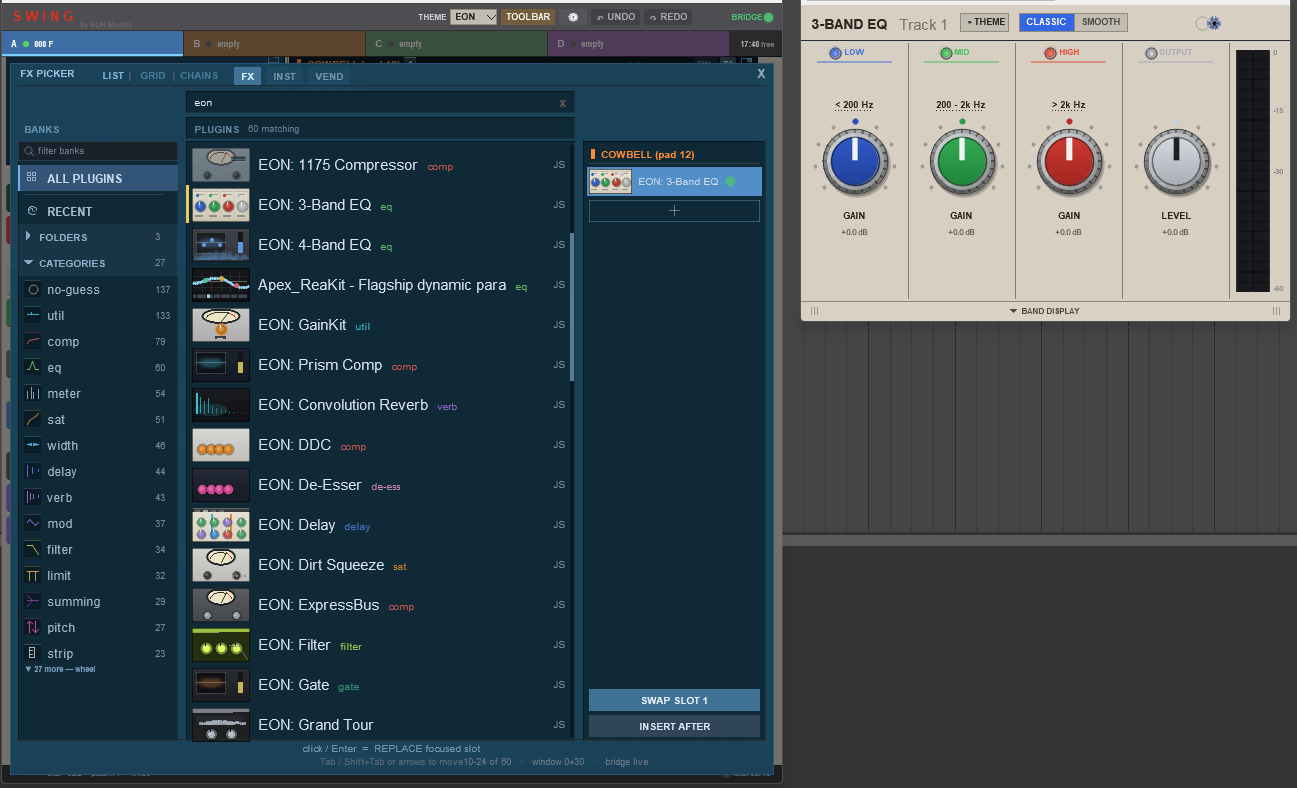 SWING by EON Studios
THEME EON TOOLBAR UNDO REDO BRIDGE
A 808 F B empty C empty D empty 17:48 free
FX PICKER LIST | GRID | CHAINS FX INST VEND X
eon x
BANKS
PLUGINS 60 matching
filter banks
ALL PLUGINS
RECENT
FOLDERS 3
CATEGORIES 27
no-guess 137
util 133
comp 79
eq 60
meter 54
sat 51
width 46
delay 44
verb 43
mod 37
filter 34
limit 32
summing 29
pitch 27
strip 23
▼ 27 more — wheel
EON: 1175 Compressor comp JS
EON: 3-Band EQ eq JS
EON: 4-Band EQ eq JS
Apex_ReaKit - Flagship dynamic para eq JS
EON: GainKit util JS
EON: Prism Comp comp JS
EON: Convolution Reverb verb JS
EON: DDC comp JS
EON: De-Esser de-ess JS
EON: Delay delay JS
EON: Dirt Squeeze sat JS
EON: ExpressBus comp JS
EON: Filter filter JS
EON: Gate gate JS
EON: Grand Tour JS
COWBELL (pad 12)
EON: 3-Band EQ
+
SWAP SLOT 1
INSERT AFTER
click / Enter = REPLACE focused slot
Tab / Shift+Tab or arrows to move 10-24 of 60 · window 0+30 · bridge live
3-BAND EQ Track 1 THEME CLASSIC SMOOTH
LOW MID HIGH OUTPUT
< 200 Hz 200 - 2k Hz > 2k Hz
GAIN GAIN GAIN LEVEL
+0.0 dB +0.0 dB +0.0 dB +0.0 dB
0
-15
-30
-60
BAND DISPLAY